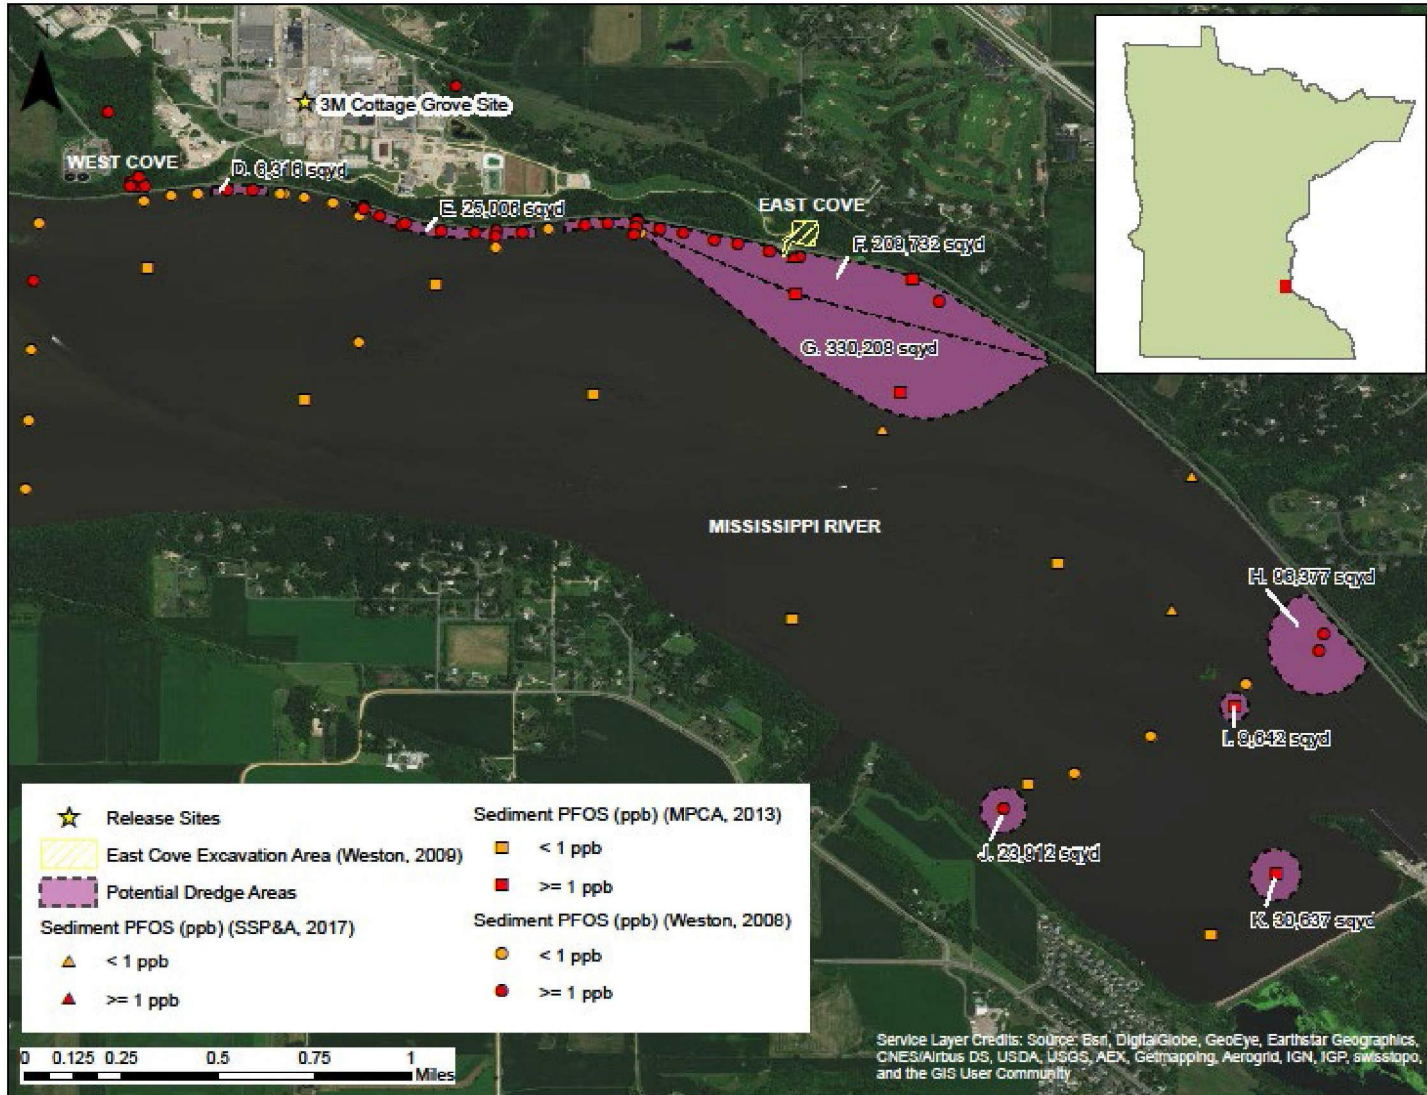 N
3M Cottage Grove Site
WEST COVE
D. 6,316 sqyd
E. 25,006 sqyd
EAST COVE
F. 209,732 sqyd
G. 330,208 sqyd
MISSISSIPPI RIVER
H. 98,377 sqyd
I. 9,642 sqyd
J. 23,912 sqyd
K. 30,637 sqyd
Release Sites
East Cove Excavation Area (Weston, 2009)
Potential Dredge Areas
Sediment PFOS (ppb) (SSP&A, 2017)
< 1 ppb
>= 1 ppb
Sediment PFOS (ppb) (MPCA, 2013)
< 1 ppb
>= 1 ppb
Sediment PFOS (ppb) (Weston, 2008)
< 1 ppb
>= 1 ppb
0 0.125 0.25 0.5 0.75 1
Miles
Service Layer Credits: Source: Esri, DigitalGlobe, GeoEye, Earthstar Geographics,
CNES/Airbus DS, USDA, USGS, AEX, Getmapping, Aerogrid, IGN, IGP, swisstopo,
and the GIS User Community